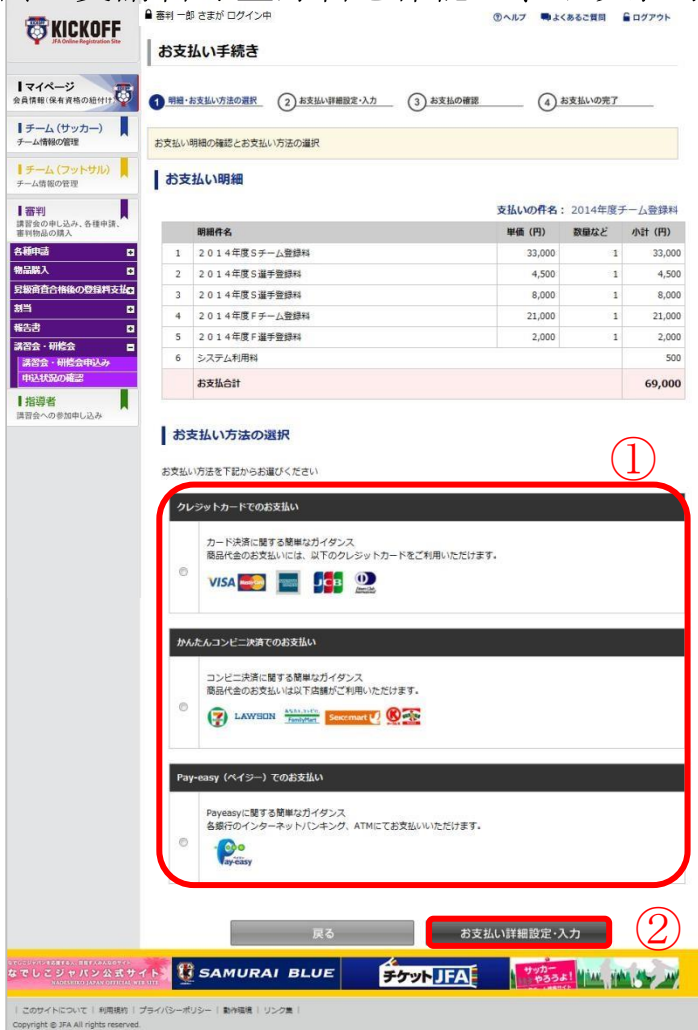 KICKOFF
JFA Online Registration Site
審判 一郎 さまが ログイン中
ヘルプ
よくあるご質問
ログアウト
お支払い手続き
1 明細・お支払い方法の選択
2 お支払い詳細設定・入力
3 お支払の確認
4 お支払いの完了
お支払い明細の確認とお支払い方法の選択
マイページ
会員情報(保有資格の紐付け)
チーム (サッカー)
チーム情報の管理
チーム (フットサル)
チーム情報の管理
審判
講習会の申し込み、各種申請、
審判物品の購入
各種申請
物品購入
昇級審査合格後の登録料支払
割当
報告書
講習会・研修会
講習会・研修会申込み
申込状況の確認
指導者
講習会への参加申し込み
お支払い明細
支払いの件名: 2014年度チーム登録料
明細件名 単価 (円) 数量など 小計 (円)
1 2014年度Sチーム登録料 33,000 1 33,000
2 2014年度S選手登録料 4,500 1 4,500
3 2014年度S選手登録料 8,000 1 8,000
4 2014年度Fチーム登録料 21,000 1 21,000
5 2014年度F選手登録料 2,000 1 2,000
6 システム利用料 500
お支払合計 69,000
お支払い方法の選択
①
お支払い方法を下記からお選びください
クレジットカードでのお支払い
カード決済に関する簡単なガイダンス
商品代金のお支払いには、以下のクレジットカードをご利用いただけます。
VISA MasterCard JCB
かんたんコンビニ決済でのお支払い
コンビニ決済に関する簡単なガイダンス
商品代金のお支払いは以下店舗がご利用いただけます。
LAWSON FamilyMart Seicomart K
Pay-easy (ペイジー) でのお支払い
Payeasyに関する簡単なガイダンス
各銀行のインターネットバンキング、ATMにてお支払いいただけます。
Pay-easy
戻る
お支払い詳細設定・入力
②
なでしこジャパン公式サイト
NADESHIKO JAPAN OFFICIAL WEB SITE
SAMURAI BLUE
チケットJFA
サッカー
やろうよ!
このサイトについて | 利用規約 | プライバシーポリシー | 動作環境 | リンク集 |
Copyright © JFA All rights reserved.